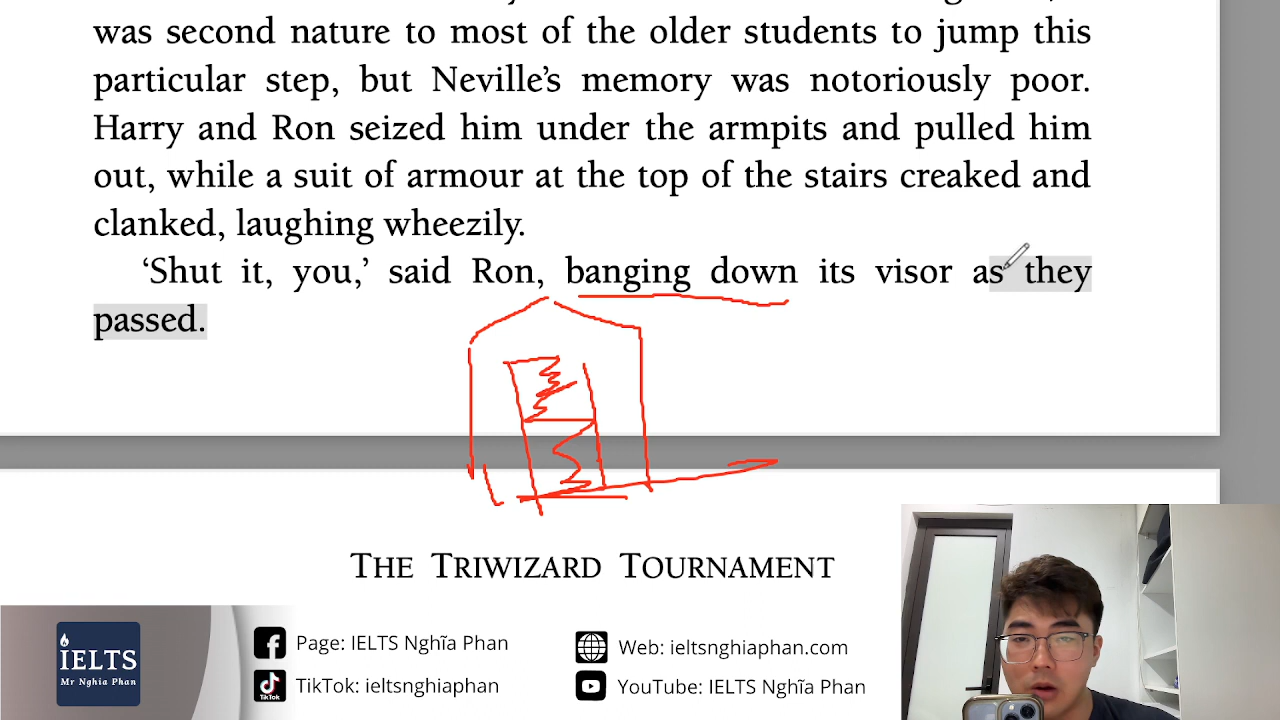 was second nature to most of the older students to jump this
particular step, but Neville’s memory was notoriously poor.
Harry and Ron seized him under the armpits and pulled him
out, while a suit of armour at the top of the stairs creaked and
clanked, laughing wheezily.
‘Shut it, you,’ said Ron, banging down its visor as they
passed.
THE TRIWIZARD TOURNAMENT
IELTS
Mr Nghia Phan
Page: IELTS Nghĩa Phan
TikTok
TikTok: ieltsnghiaphan
Web: ieltsnghiaphan.com
YouTube: IELTS Nghĩa Phan